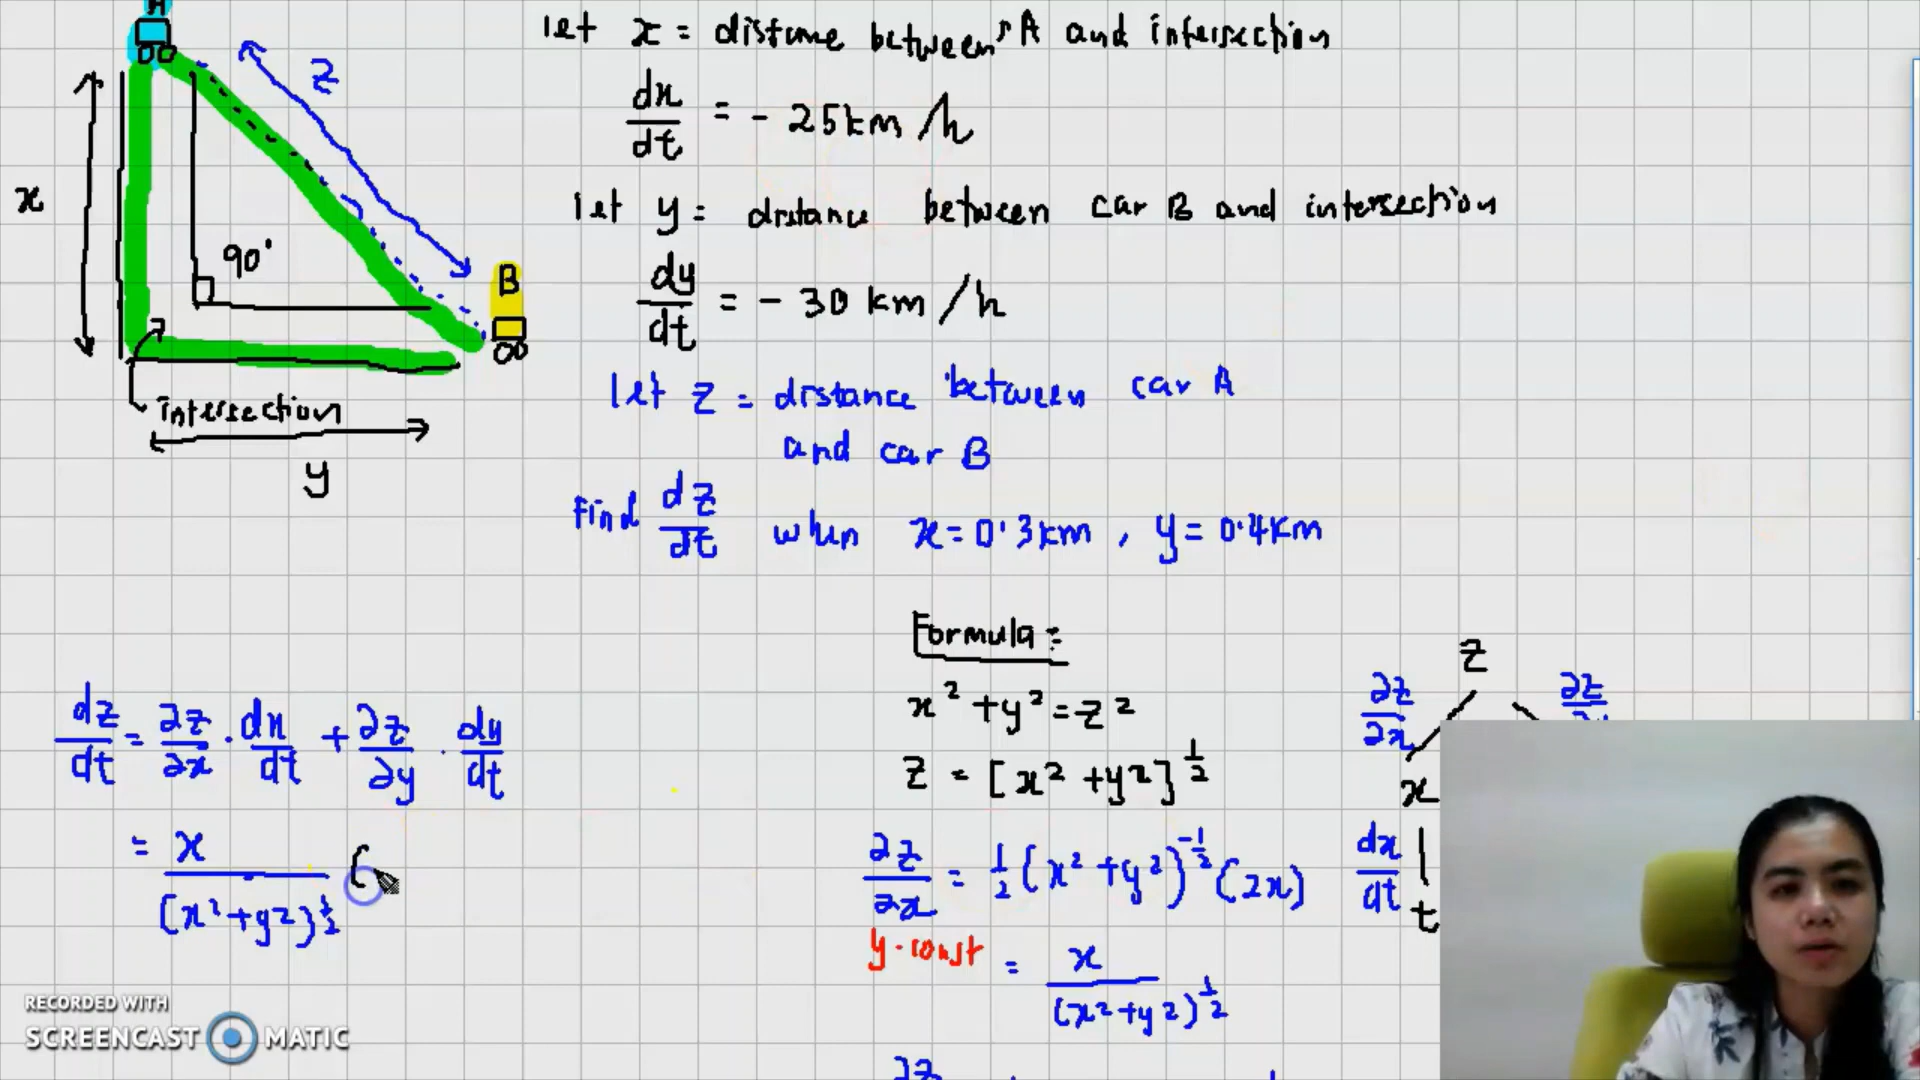 A
let x = distance between A and intersection
z
dx/dt = - 25km/h
x
let y = distance between car B and intersection
90°
B
dy/dt = - 30 km/h
let z = distance between car A
intersection
and car B
y
Find dz/dt when x=0.3km, y=0.4km
Formula:
z
∂z/∂x
dz/dt = ∂z/∂x · dx/dt + ∂z/∂y · dy/dt
x² + y² = z²
z = [x² + y²]^½
x
= x/(x²+y²)^½ (
∂z/∂x = ½(x² + y²)^-½ (2x)
dx/dt
t
y · const
= x/(x²+y²)^½
RECORDED WITH
SCREENCAST MATIC
∂z